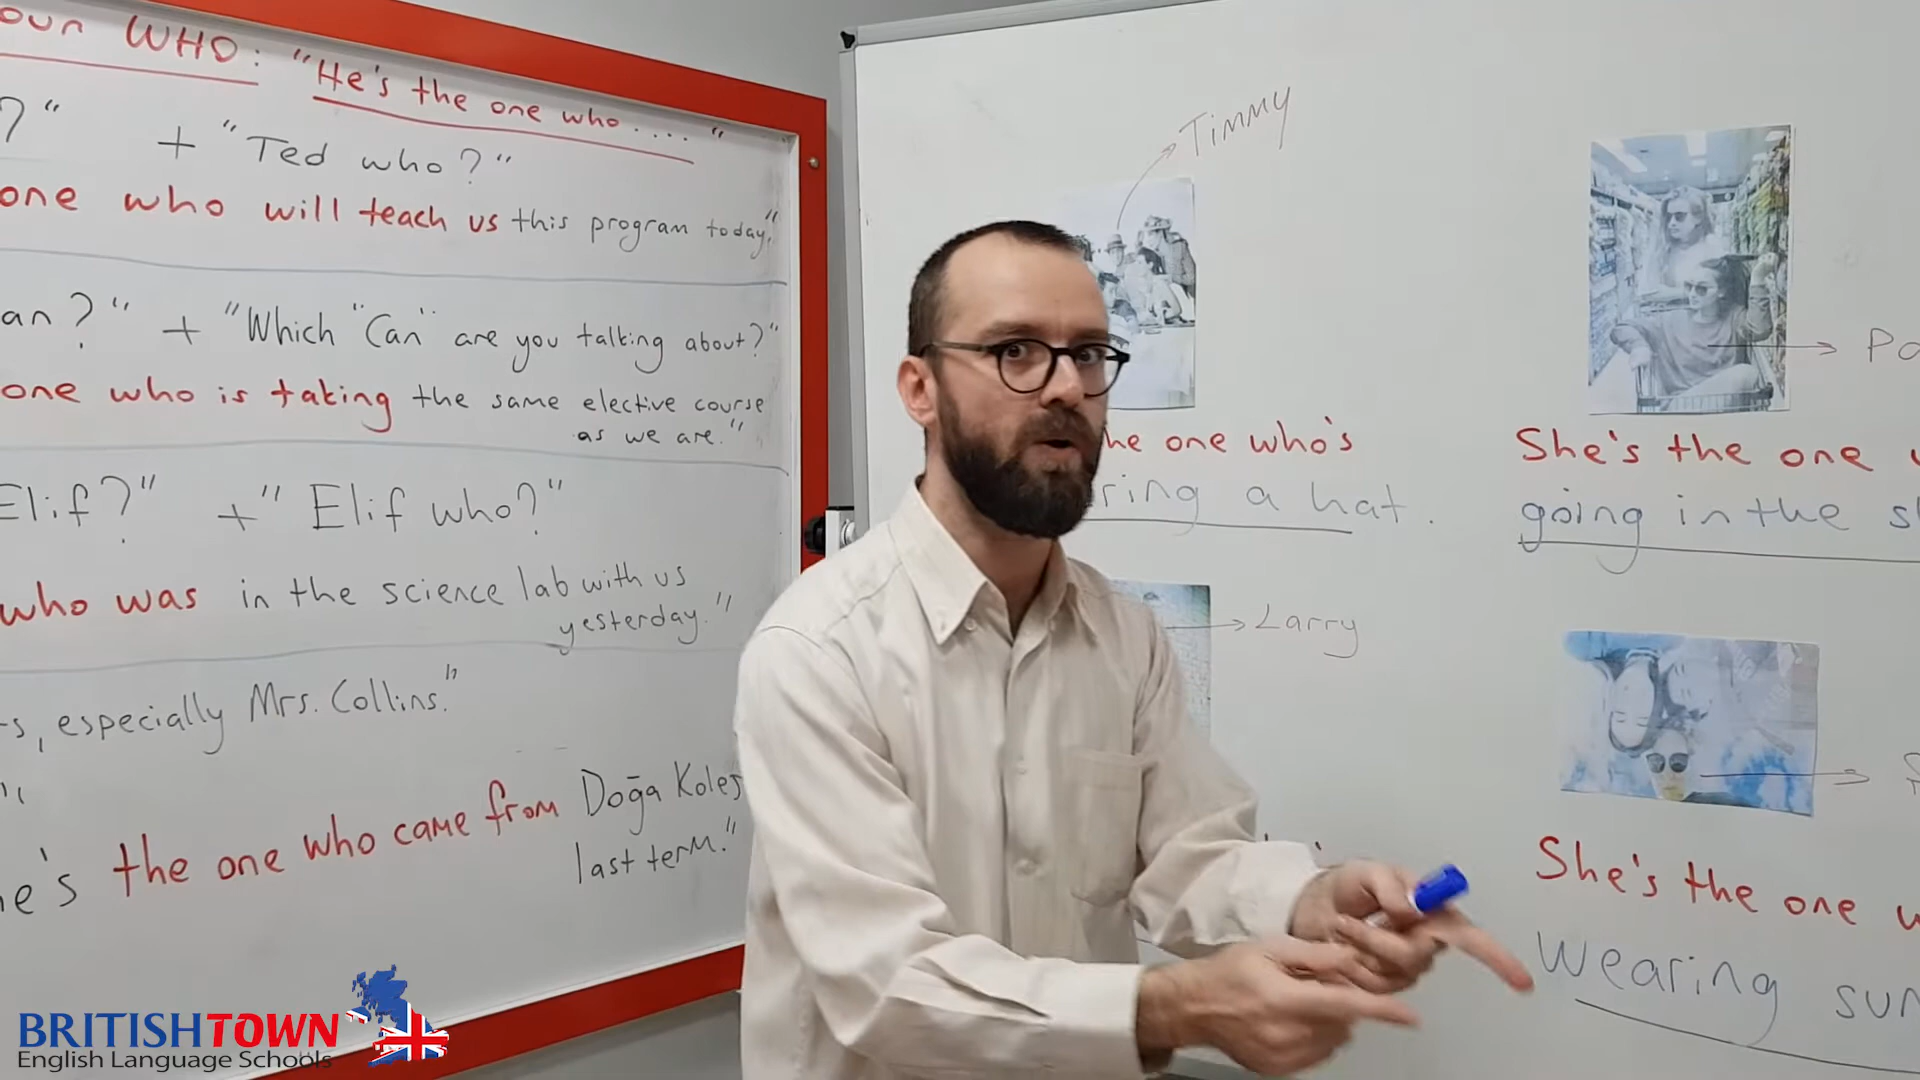 our WHO: "He's the one who...."
?" + "Ted who?"
one who will teach us this program today."
an?" + "Which "Can" are you talking about?"
one who is taking the same elective course
as we are."
Elif?" + "Elif who?"
who was in the science lab with us
yesterday."
s, especially Mrs. Collins."
he's the one who came from Doğa Kolej
last term."
Timmy
he one who's
ring a hat.
Larry
Pa
She's the one w
going in the s
She's the one w
wearing sun
BRITISHTOWN
English Language Schools